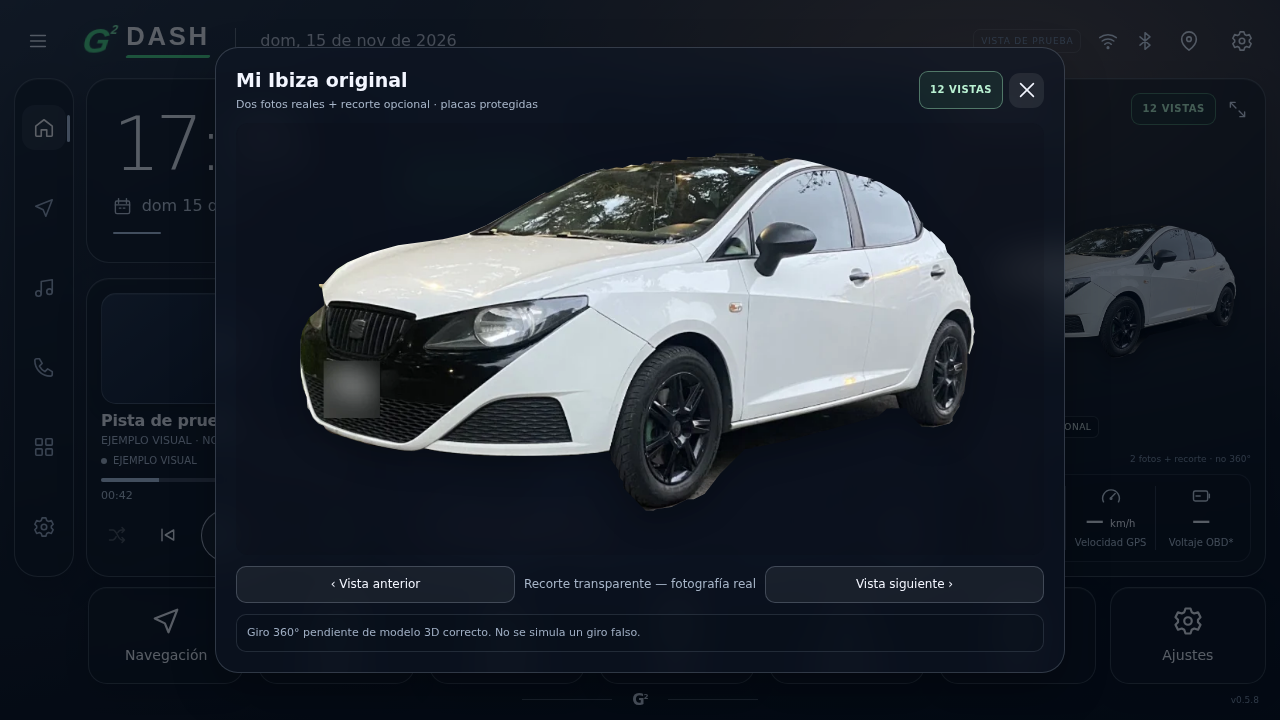 G² DASH
dom, 15 de nov de 2026
VISTA DE PRUEBA
Mi Ibiza original
Dos fotos reales + recorte opcional · placas protegidas
12 VISTAS
12 VISTAS
17:
dom 15 d
Pista de prue
EJEMPLO VISUAL · NO
EJEMPLO VISUAL
00:42
ONAL
2 fotos + recorte · no 360°
— km/h
Velocidad GPS
—
Voltaje OBD*
‹ Vista anterior
Recorte transparente — fotografía real
Vista siguiente ›
Giro 360° pendiente de modelo 3D correcto. No se simula un giro falso.
Navegación
Ajustes
G²
v0.5.8